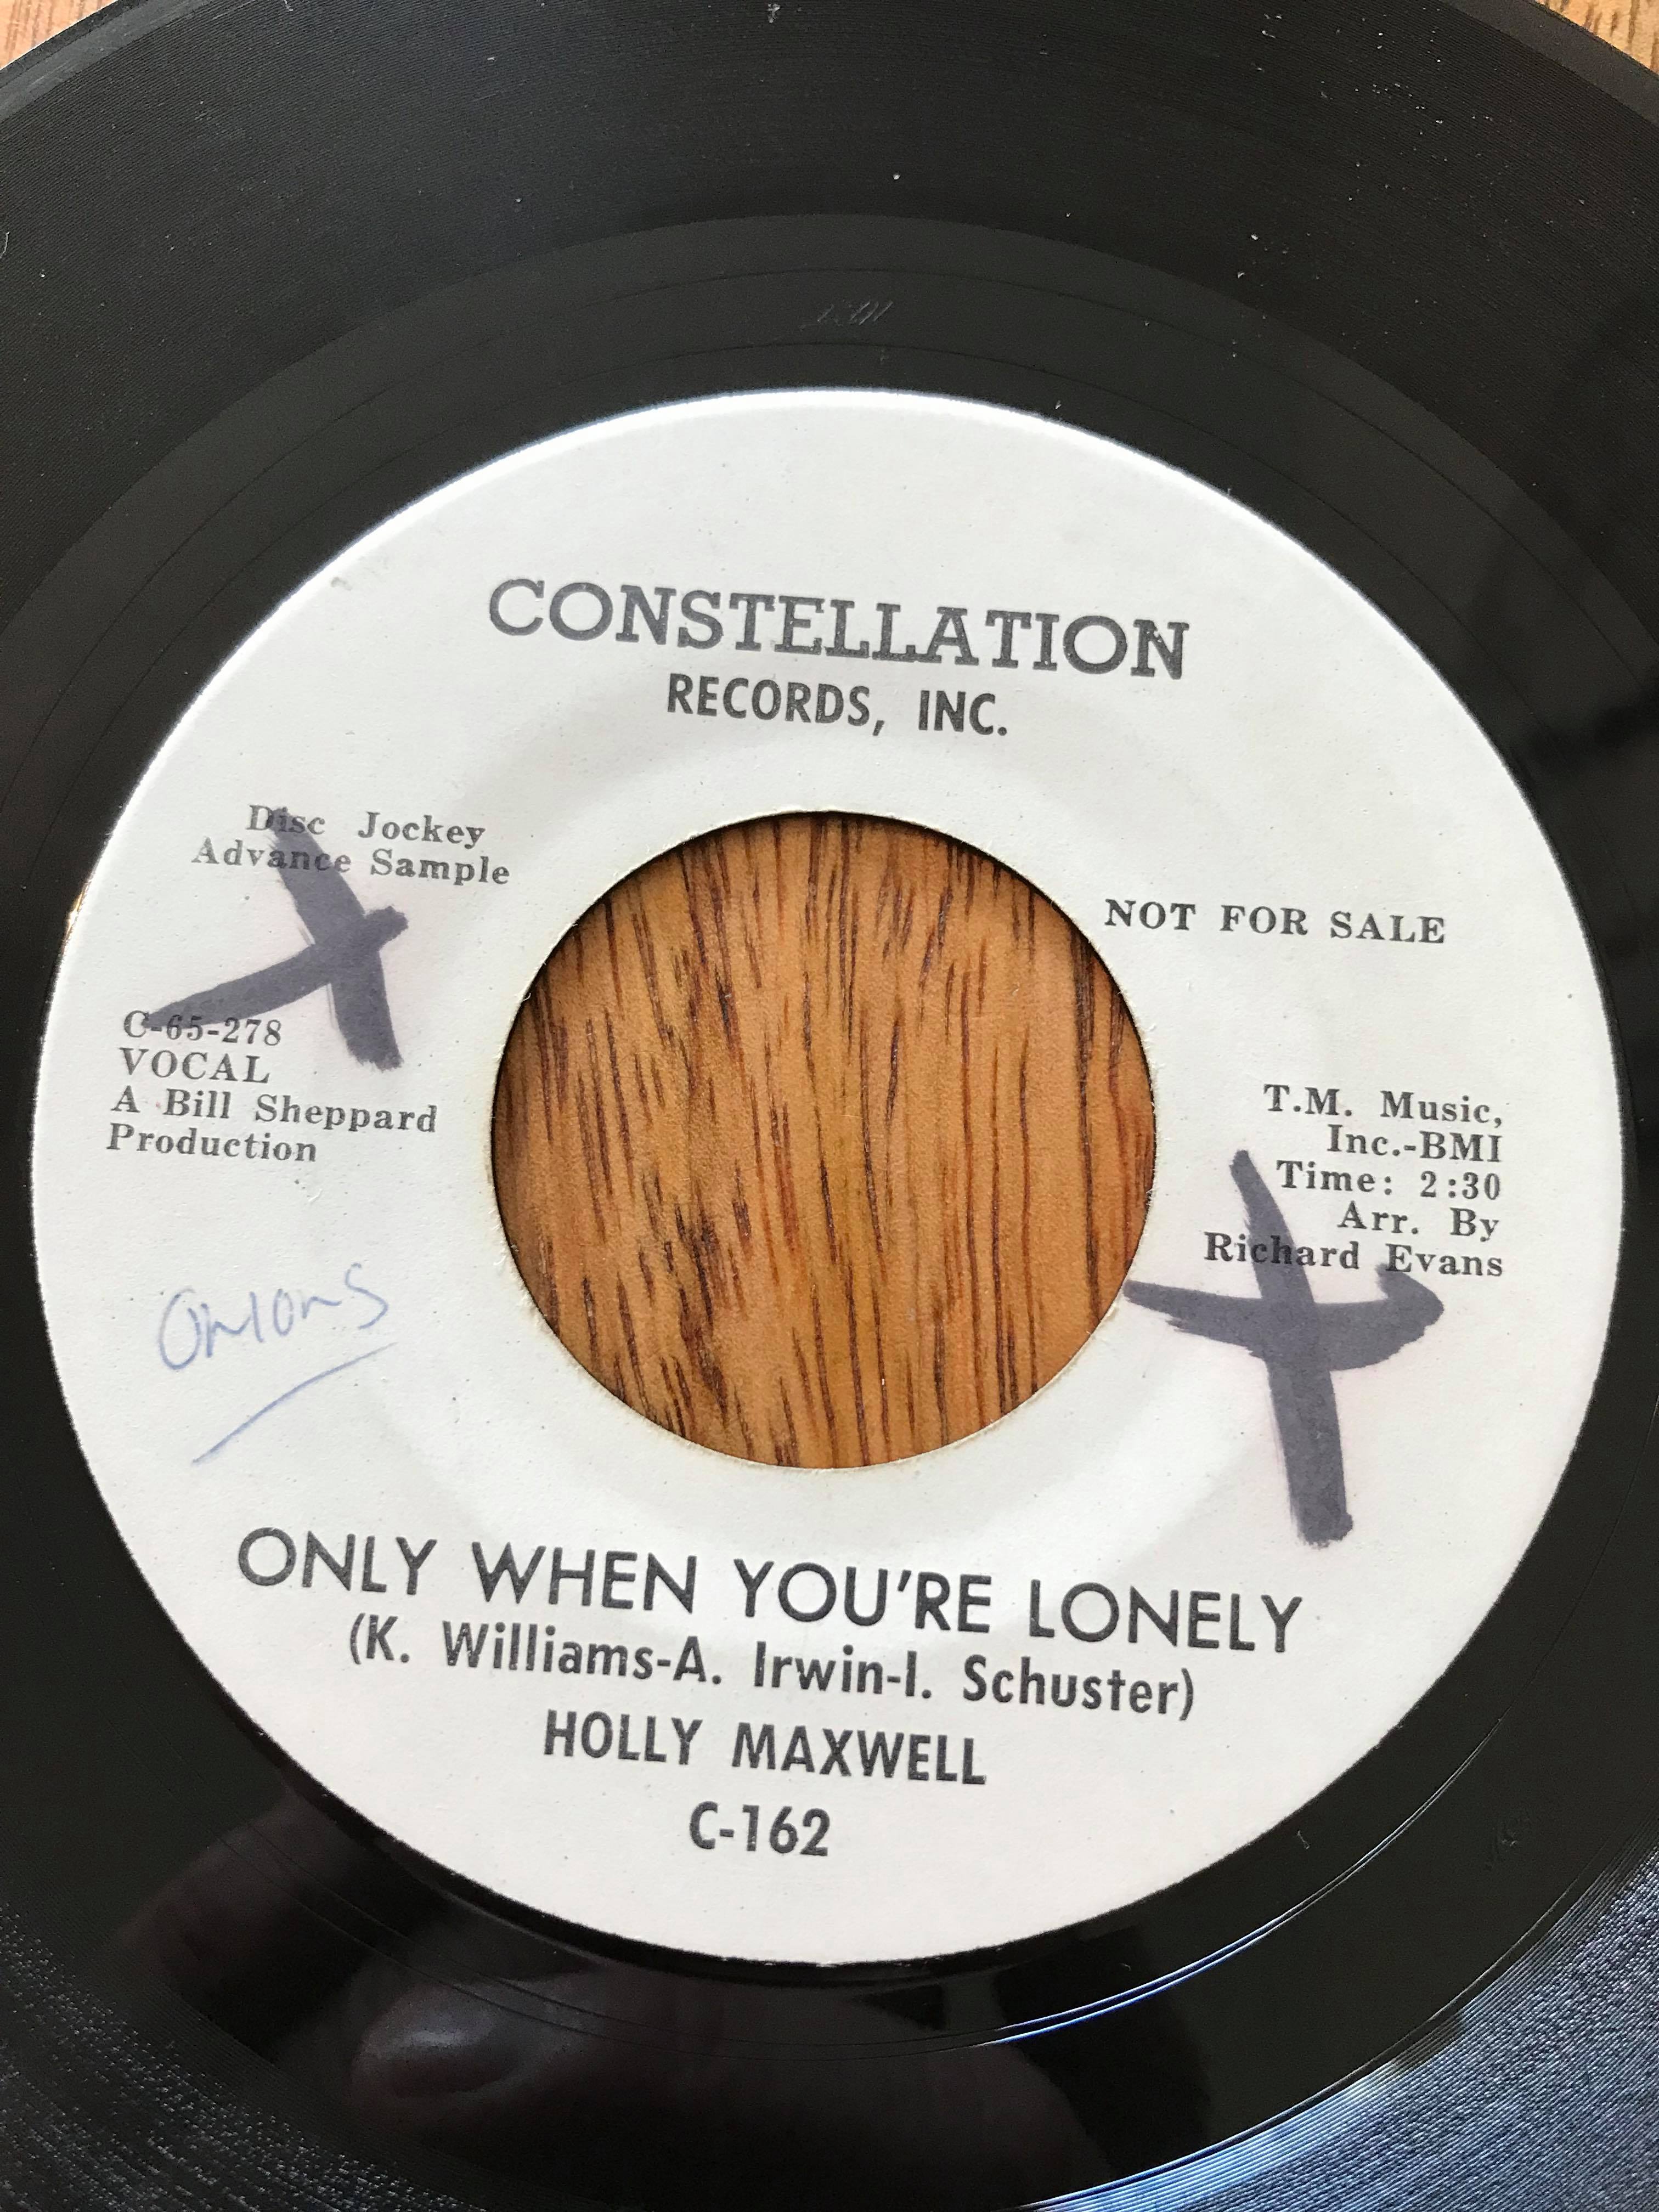 CONSTELLATION
RECORDS, INC.
Disc Jockey
Advance Sample
NOT FOR SALE
C-65-278
VOCAL
A Bill Sheppard
Production
T.M. Music,
Inc.-BMI
Time: 2:30
Arr. By
Richard Evans
Onions
ONLY WHEN YOU'RE LONELY
(K. Williams-A. Irwin-I. Schuster)
HOLLY MAXWELL
C-162